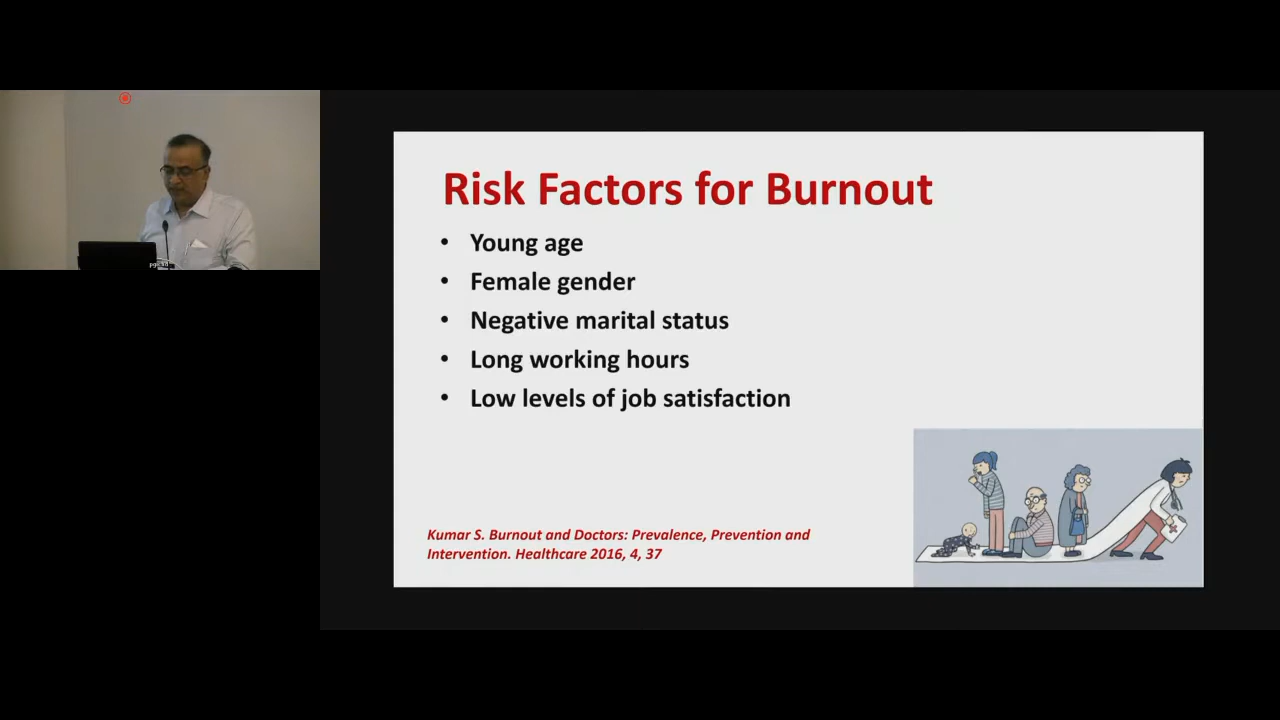 Risk Factors for Burnout
• Young age
• Female gender
• Negative marital status
• Long working hours
• Low levels of job satisfaction
Kumar S. Burnout and Doctors: Prevalence, Prevention and
Intervention. Healthcare 2016, 4, 37